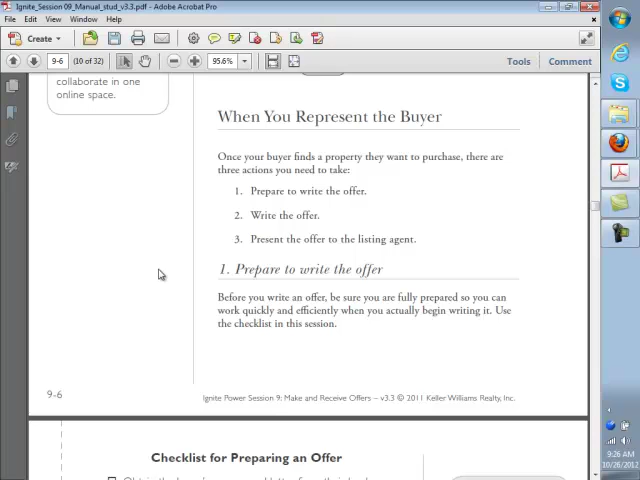 Ignite_Session 09_Manual_stud_v3.3.pdf - Adobe Acrobat Pro
File Edit View Window Help
Create
9-6 (10 of 32) 95.6% Tools Comment
collaborate in one
online space.
When You Represent the Buyer
Once your buyer finds a property they want to purchase, there are
three actions you need to take:
1. Prepare to write the offer.
2. Write the offer.
3. Present the offer to the listing agent.
1. Prepare to write the offer
Before you write an offer, be sure you are fully prepared so you can
work quickly and efficiently when you actually begin writing it. Use
the checklist in this session.
9-6
Ignite Power Session 9: Make and Receive Offers – v3.3 © 2011 Keller Williams Realty, Inc.
Checklist for Preparing an Offer
9:26 AM
10/26/2012